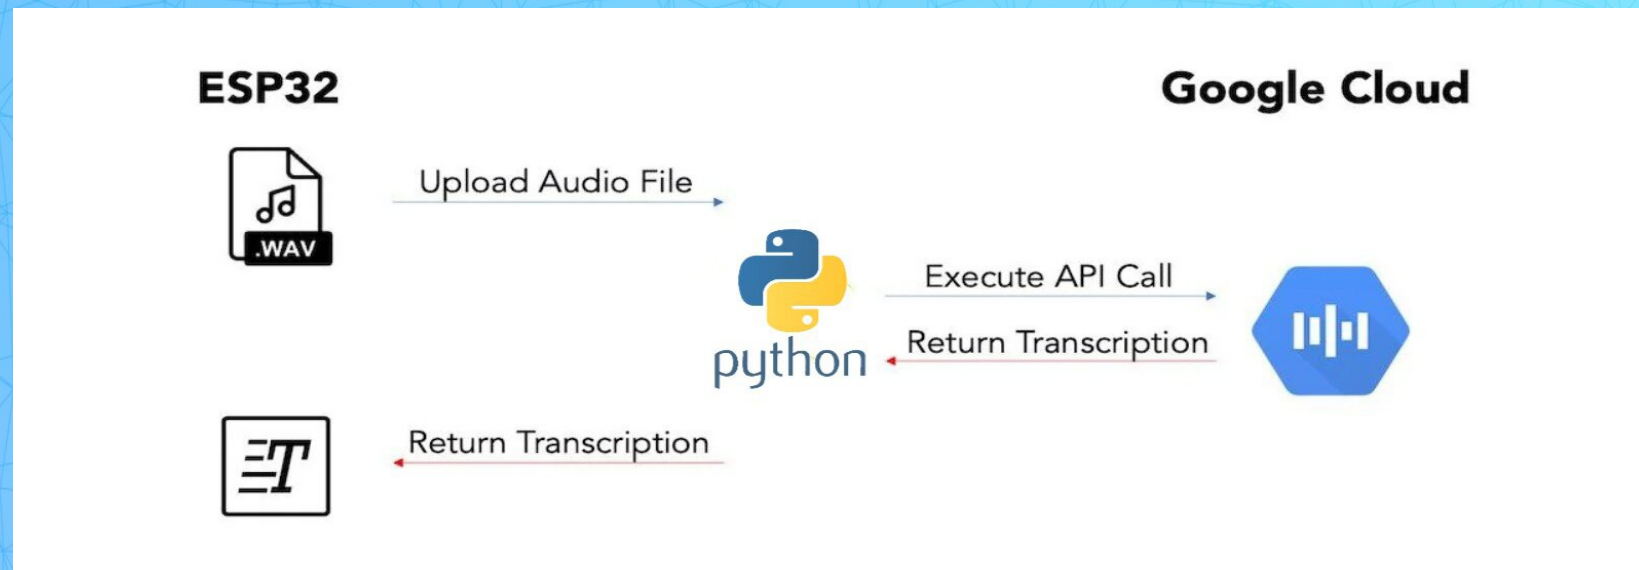 ESP32
Google Cloud
Upload Audio File
.WAV
Execute API Call
python
Return Transcription
T
Return Transcription